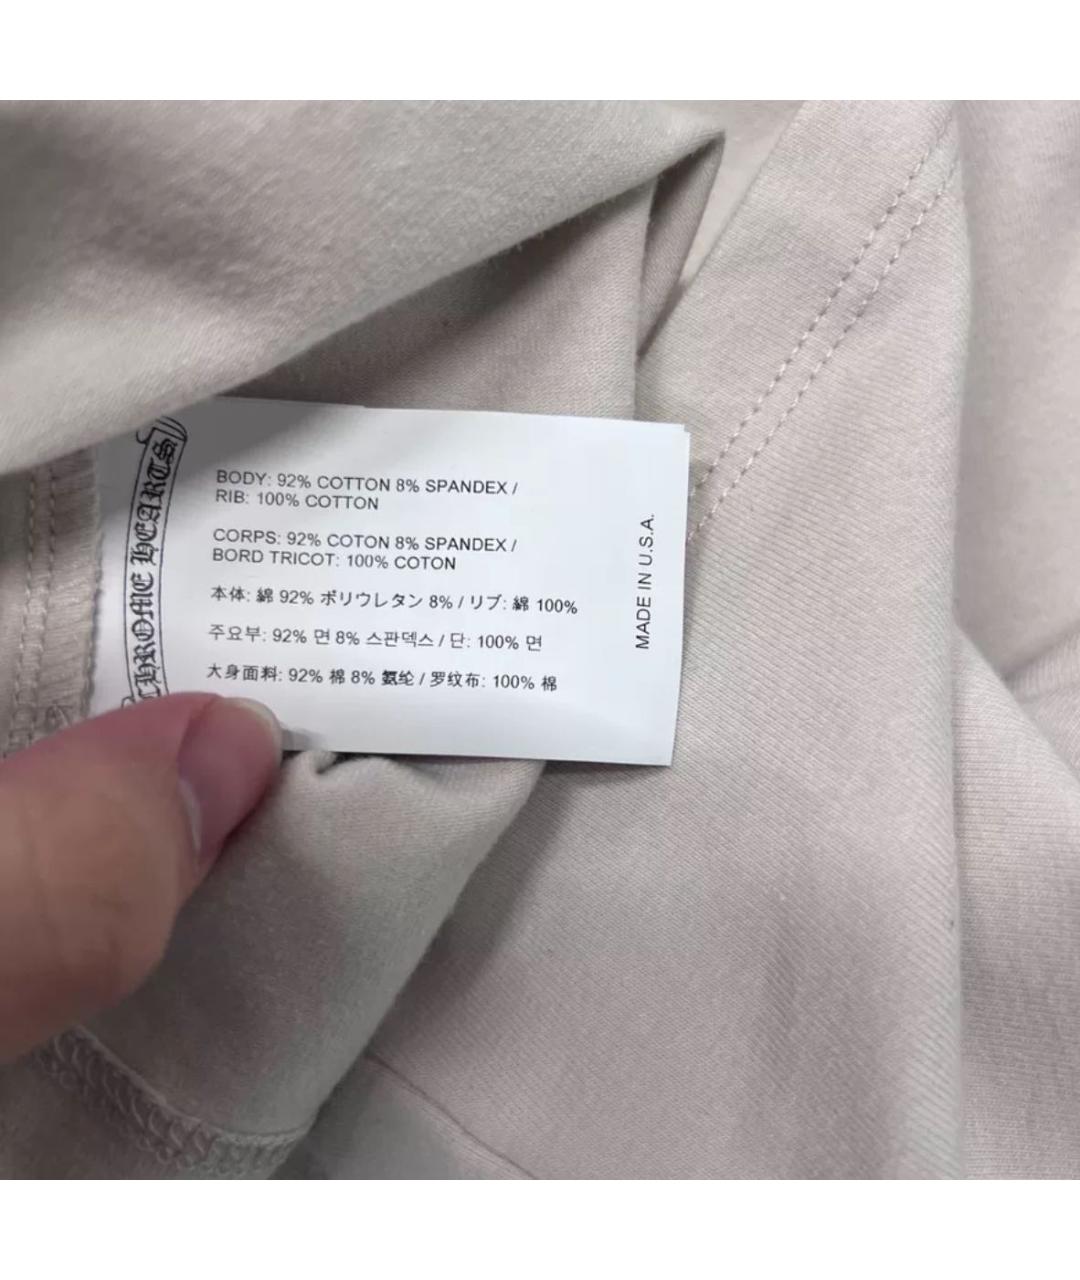 CHROME HEARTS
BODY: 92% COTTON 8% SPANDEX /
RIB: 100% COTTON
CORPS: 92% COTON 8% SPANDEX /
BORD TRICOT: 100% COTON
本体: 綿 92% ポリウレタン 8% / リブ: 綿 100%
주요부: 92% 면 8% 스판덱스 / 단: 100% 면
大身面料: 92% 棉 8% 氨纶 / 罗纹布: 100% 棉
MADE IN U.S.A.